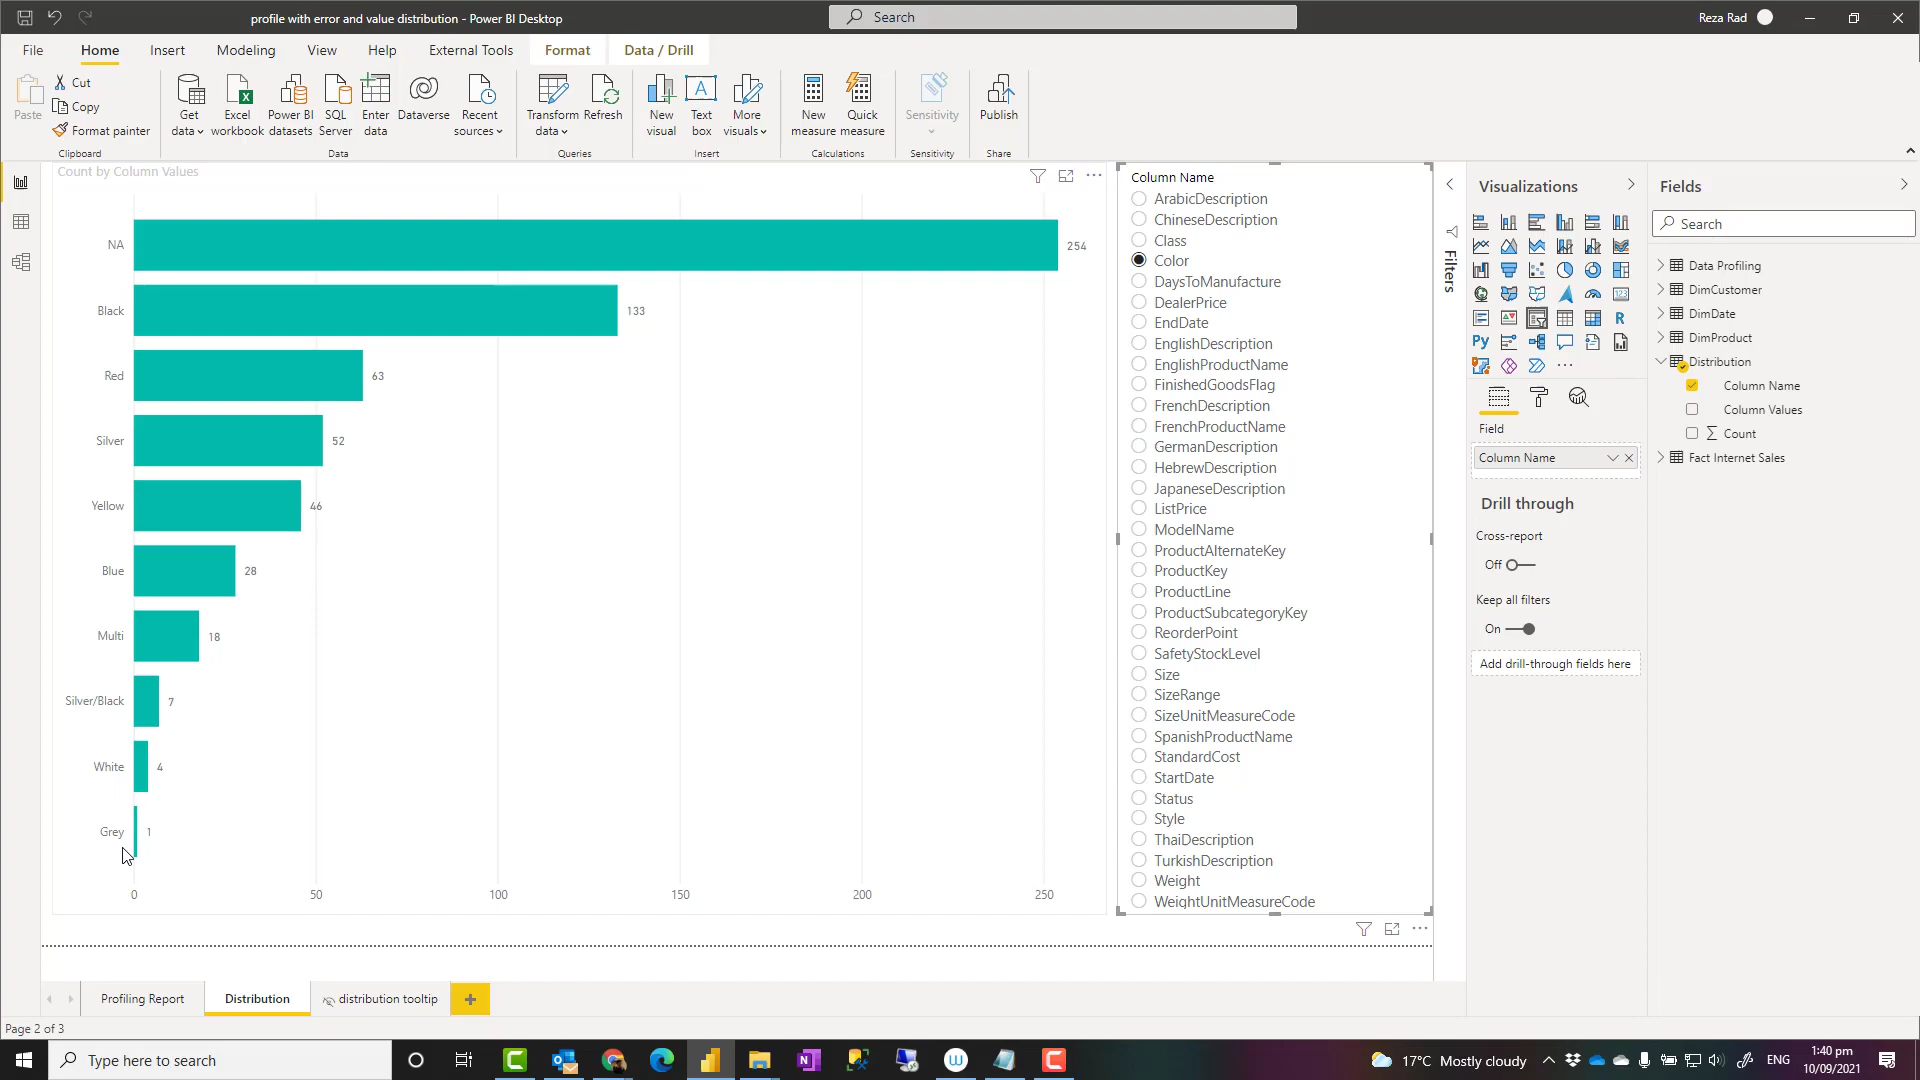 profile with error and value distribution - Power BI Desktop
Search
Reza Rad
File
Home
Insert
Modeling
View
Help
External Tools
Format
Data / Drill
Paste
Cut
Copy
Format painter
Clipboard
Get data
Excel workbook
Power BI datasets
SQL Server
Enter data
Dataverse
Recent sources
Data
Transform data
Refresh
Queries
New visual
Text box
More visuals
Insert
New measure
Quick measure
Calculations
Sensitivity
Sensitivity
Publish
Share
Count by Column Values
NA
254
Black
133
Red
63
Silver
52
Yellow
46
Blue
28
Multi
18
Silver/Black
7
White
4
Grey
1
0
50
100
150
200
250
Column Name
ArabicDescription
ChineseDescription
Class
Color
DaysToManufacture
DealerPrice
EndDate
EnglishDescription
EnglishProductName
FinishedGoodsFlag
FrenchDescription
FrenchProductName
GermanDescription
HebrewDescription
JapaneseDescription
ListPrice
ModelName
ProductAlternateKey
ProductKey
ProductLine
ProductSubcategoryKey
ReorderPoint
SafetyStockLevel
Size
SizeRange
SizeUnitMeasureCode
SpanishProductName
StandardCost
StartDate
Status
Style
ThaiDescription
TurkishDescription
Weight
WeightUnitMeasureCode
Filters
Visualizations
R
Py
123
Field
Column Name
Drill through
Cross-report
Off
Keep all filters
On
Add drill-through fields here
Fields
Search
Data Profiling
DimCustomer
DimDate
DimProduct
Distribution
Column Name
Column Values
Count
Fact Internet Sales
Profiling Report
Distribution
distribution tooltip
Page 2 of 3
Type here to search
17°C Mostly cloudy
ENG
1:40 pm
10/09/2021